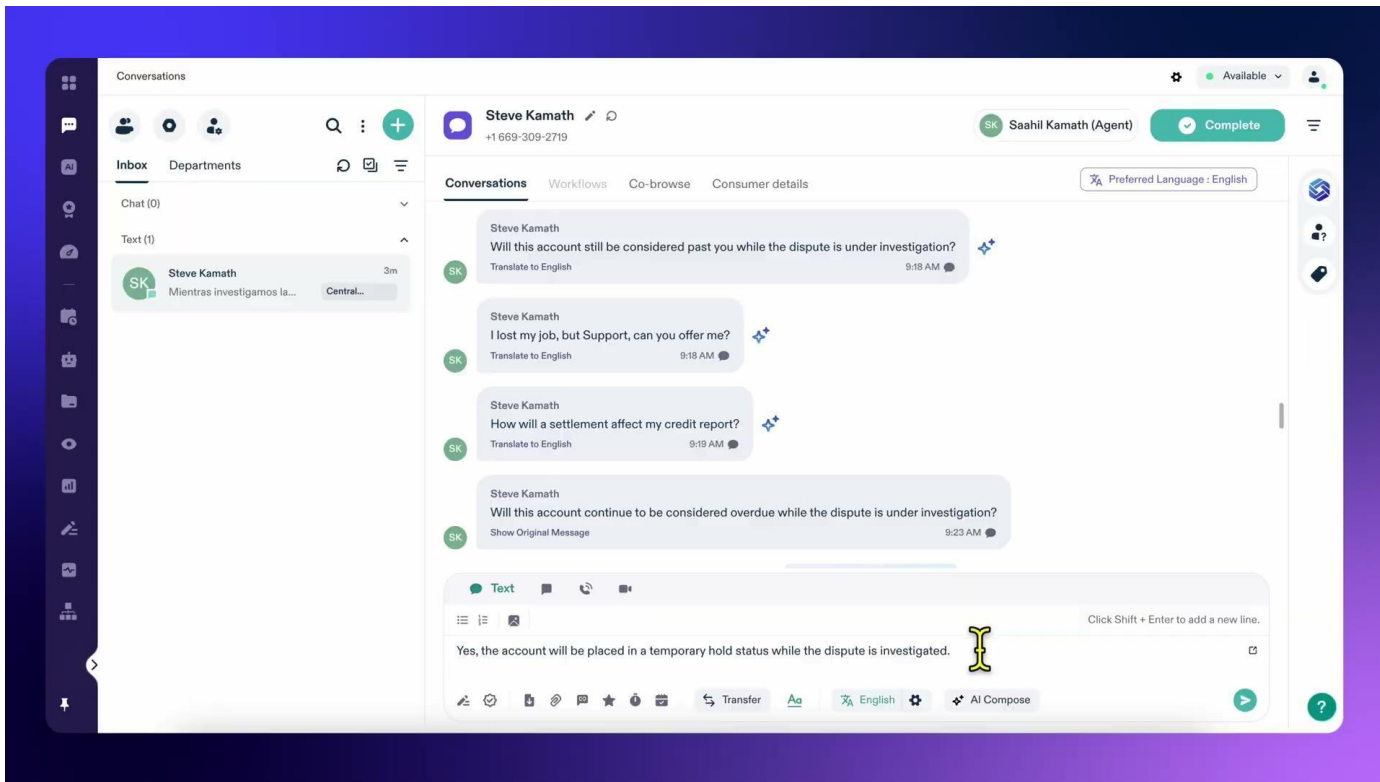 Conversations
Available
Inbox
Departments
Chat (0)
Text (1)
SK
Steve Kamath
3m
Mientras investigamos la...
Central...
Steve Kamath
+1 669-309-2719
SK
Saahil Kamath (Agent)
Complete
Conversations
Workflows
Co-browse
Consumer details
Preferred Language : English
Steve Kamath
Will this account still be considered past you while the dispute is under investigation?
SK
Translate to English
9:18 AM
Steve Kamath
I lost my job, but Support, can you offer me?
SK
Translate to English
9:18 AM
Steve Kamath
How will a settlement affect my credit report?
SK
Translate to English
9:19 AM
Steve Kamath
Will this account continue to be considered overdue while the dispute is under investigation?
SK
Show Original Message
9:23 AM
Text
Click Shift + Enter to add a new line.
Yes, the account will be placed in a temporary hold status while the dispute is investigated.
Transfer
Aa
English
AI Compose
?
AI